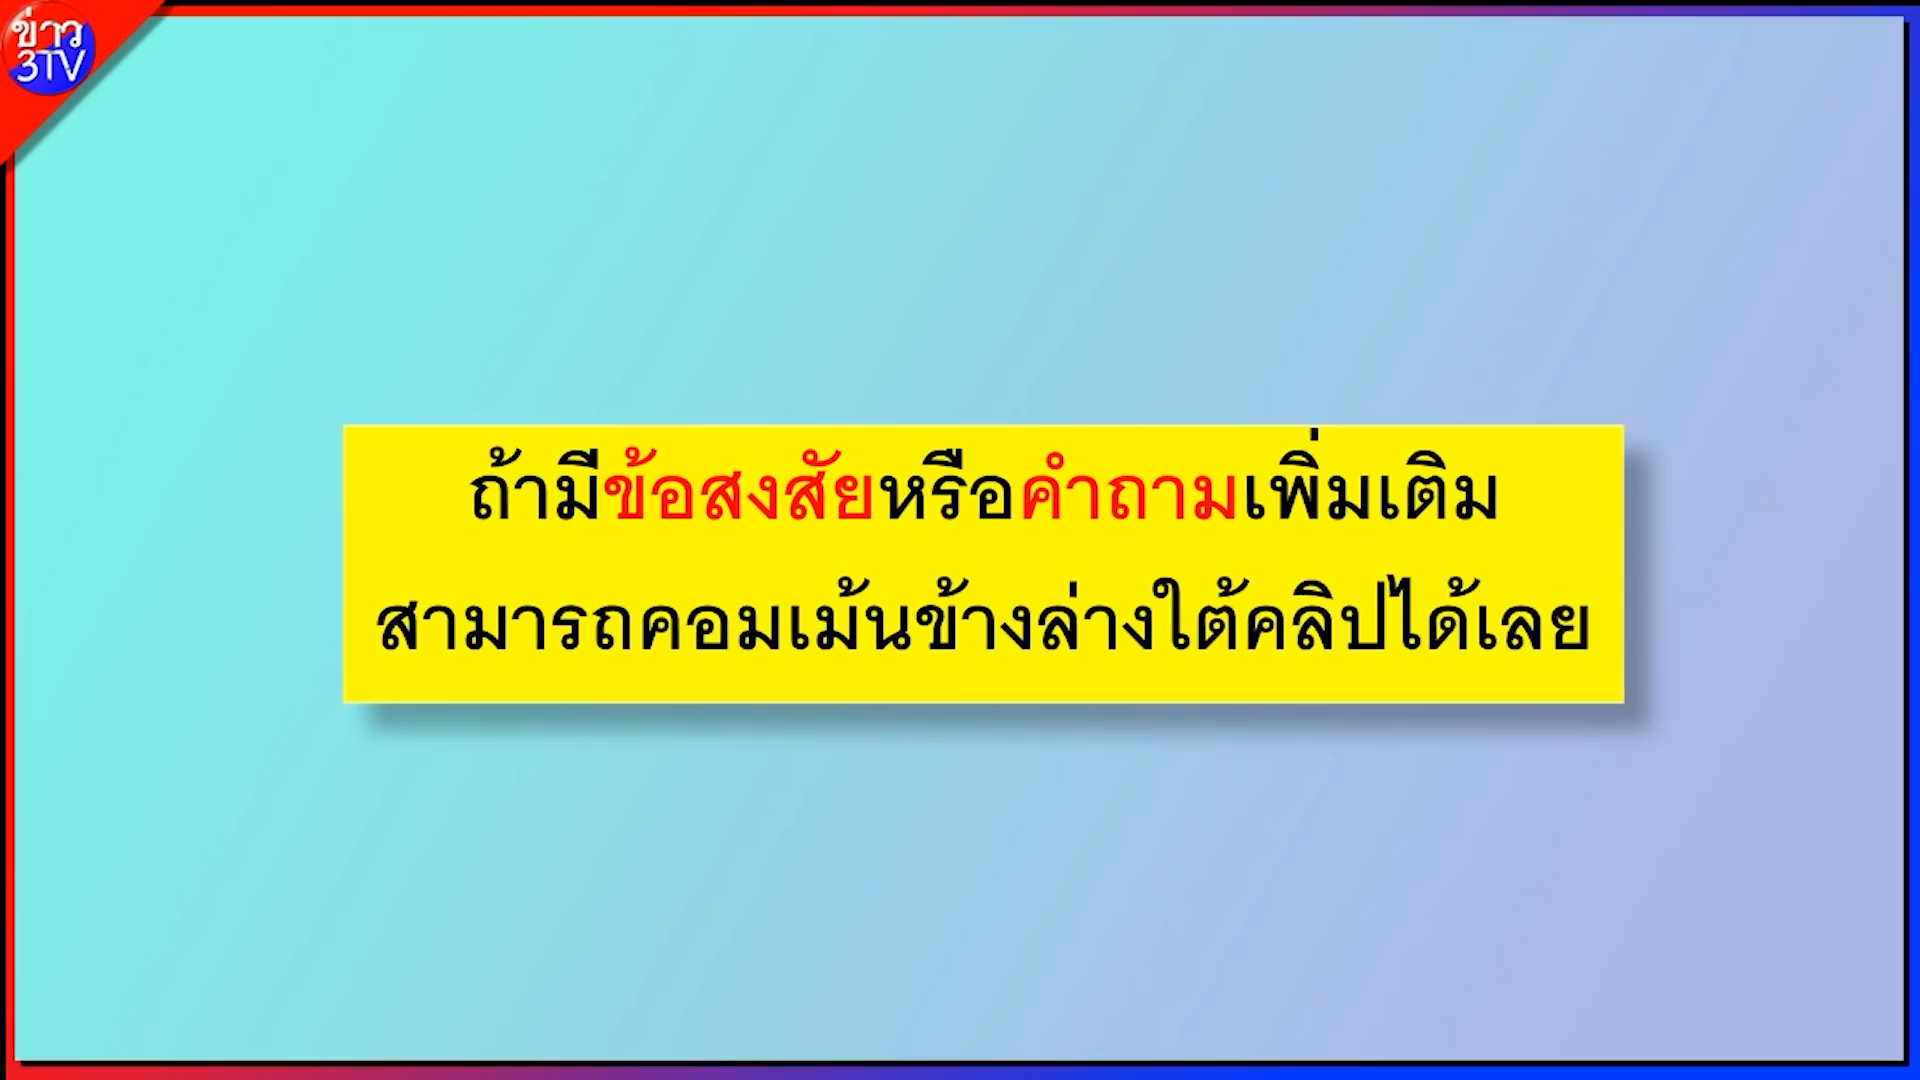 ข่าว
3TV
ถ้ามีข้อสงสัยหรือคำถามเพิ่มเติม
สามารถคอมเม้นข้างล่างใต้คลิปได้เลย